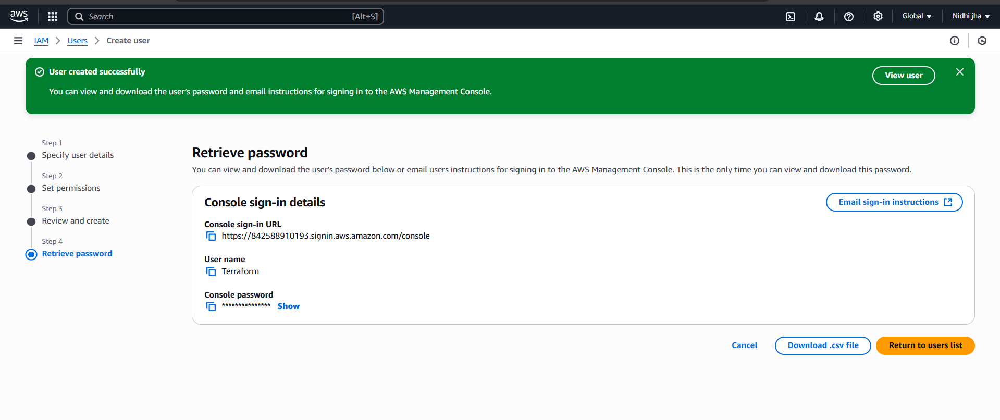 aws
Search [Alt+S]
Global
Nidhi jha
IAM > Users > Create user
User created successfully
View user
You can view and download the user's password and email instructions for signing in to the AWS Management Console.
Step 1
Specify user details
Step 2
Set permissions
Step 3
Review and create
Step 4
Retrieve password
Retrieve password
You can view and download the user's password below or email users instructions for signing in to the AWS Management Console. This is the only time you can view and download this password.
Console sign-in details
Email sign-in instructions
Console sign-in URL
https://842588910193.signin.aws.amazon.com/console
User name
Terraform
Console password
*************** Show
Cancel
Download .csv file
Return to users list